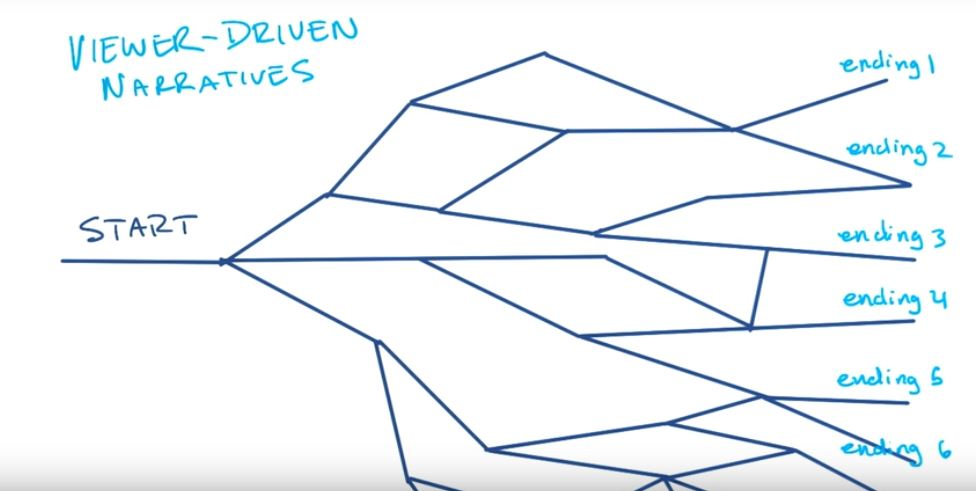 VIEWER-DRIVEN
NARRATIVES
START
ending 1
ending 2
ending 3
ending 4
ending 5
ending 6